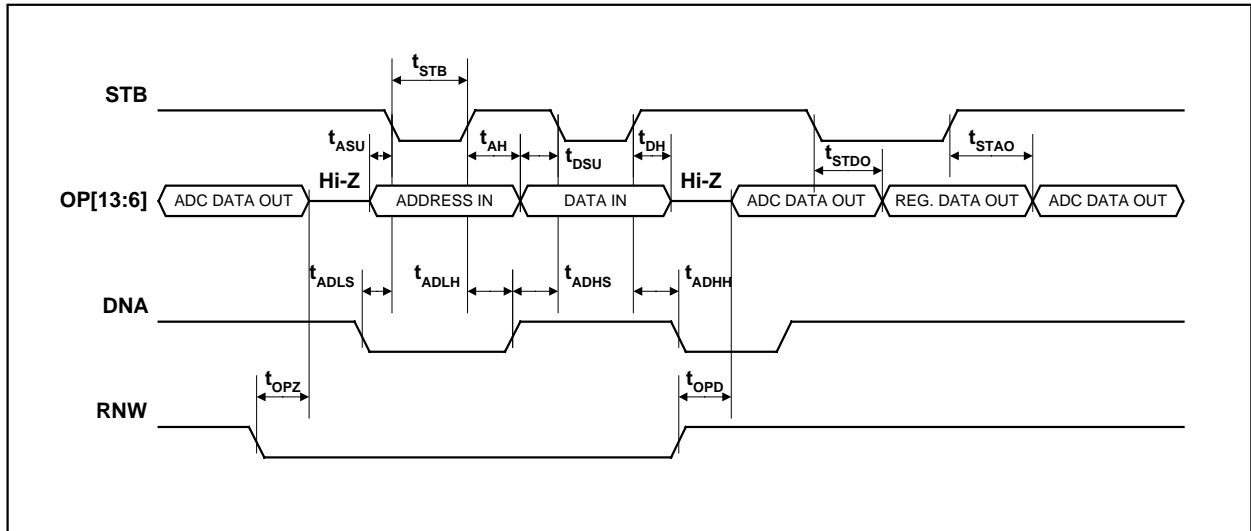 tSTB
STB
tASU
tAH
tDSU
tDH
tSTDO
tSTAO
Hi-Z
Hi-Z
OP[13:6]
ADC DATA OUT
ADDRESS IN
DATA IN
ADC DATA OUT
REG. DATA OUT
ADC DATA OUT
tADLS
tADLH
tADHS
tADHH
DNA
tOPZ
tOPD
RNW